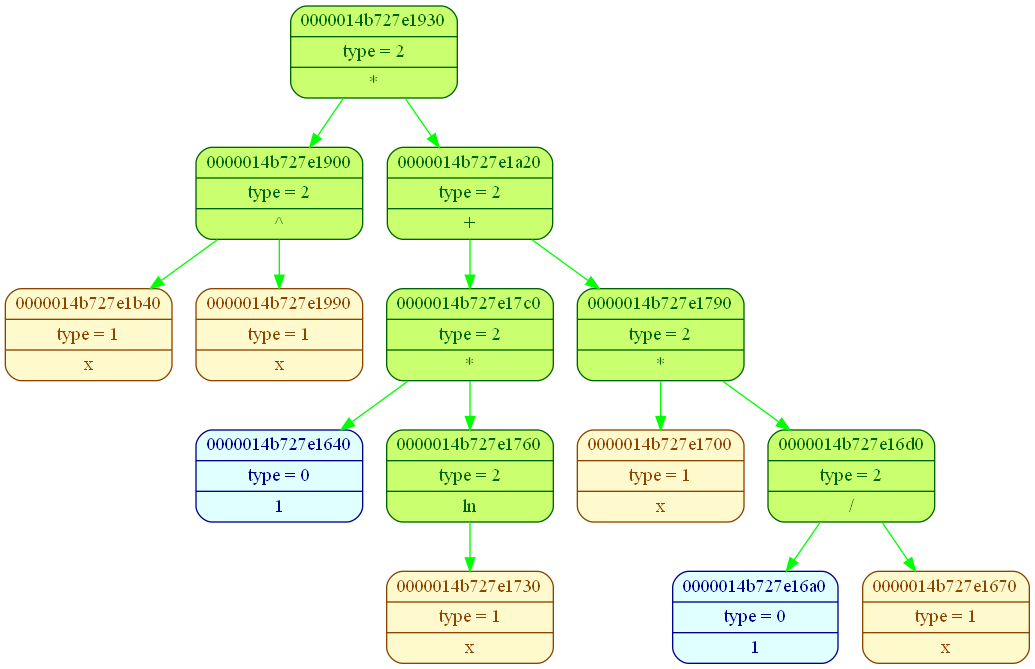 0000014b727e1930
type = 2
*
0000014b727e1900
type = 2
^
0000014b727e1a20
type = 2
+
0000014b727e1b40
type = 1
x
0000014b727e1990
type = 1
x
0000014b727e17c0
type = 2
*
0000014b727e1790
type = 2
*
0000014b727e1640
type = 0
1
0000014b727e1760
type = 2
ln
0000014b727e1700
type = 1
x
0000014b727e16d0
type = 2
/
0000014b727e1730
type = 1
x
0000014b727e16a0
type = 0
1
0000014b727e1670
type = 1
x